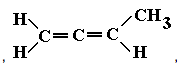 H CH3
C=C=C
, H H ,